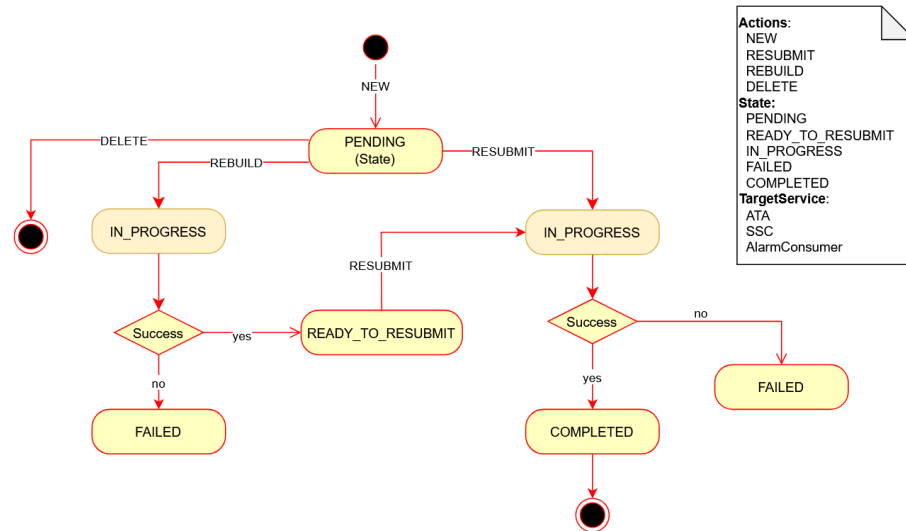 Actions:
NEW
RESUBMIT
REBUILD
DELETE
State:
PENDING
READY_TO_RESUBMIT
IN_PROGRESS
FAILED
COMPLETED
TargetService:
ATA
SSC
AlarmConsumer
NEW
DELETE
PENDING
(State)
RESUBMIT
REBUILD
IN_PROGRESS
IN_PROGRESS
RESUBMIT
Success
yes
READY_TO_RESUBMIT
Success
no
no
yes
FAILED
FAILED
COMPLETED